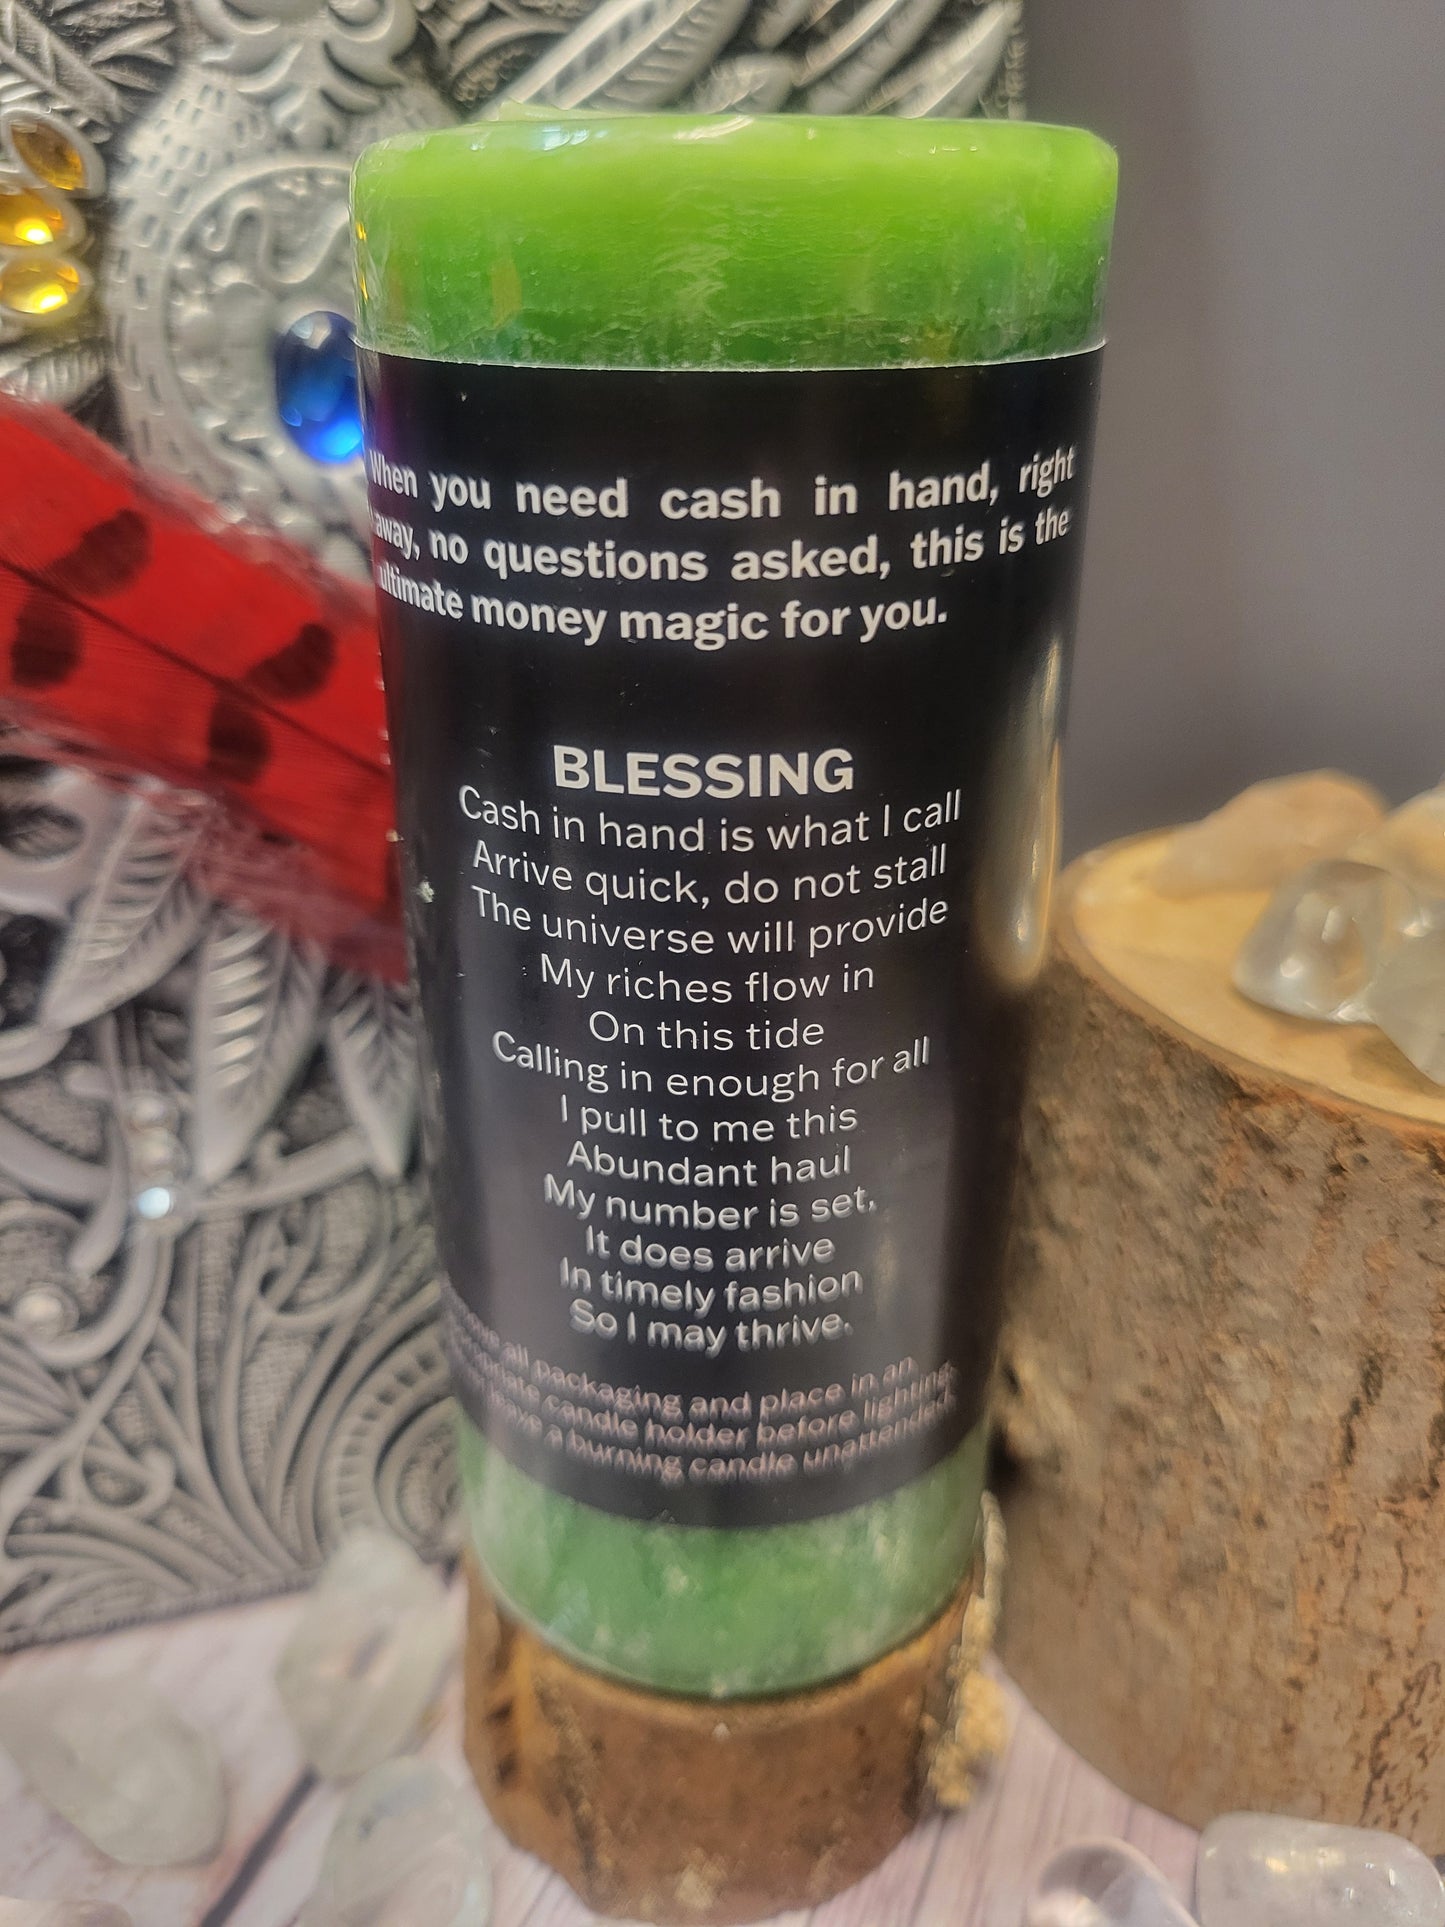 When you need cash in hand, right
away, no questions asked, this is the
ultimate money magic for you.
BLESSING
Cash in hand is what I call
Arrive quick, do not stall
The universe will provide
My riches flow in
On this tide
Calling in enough for all
I pull to me this
Abundant haul
My number is set,
It does arrive
In timely fashion
So I may thrive.
all packaging and place in an
candle holder before lighting.
leave a burning candle unattended.